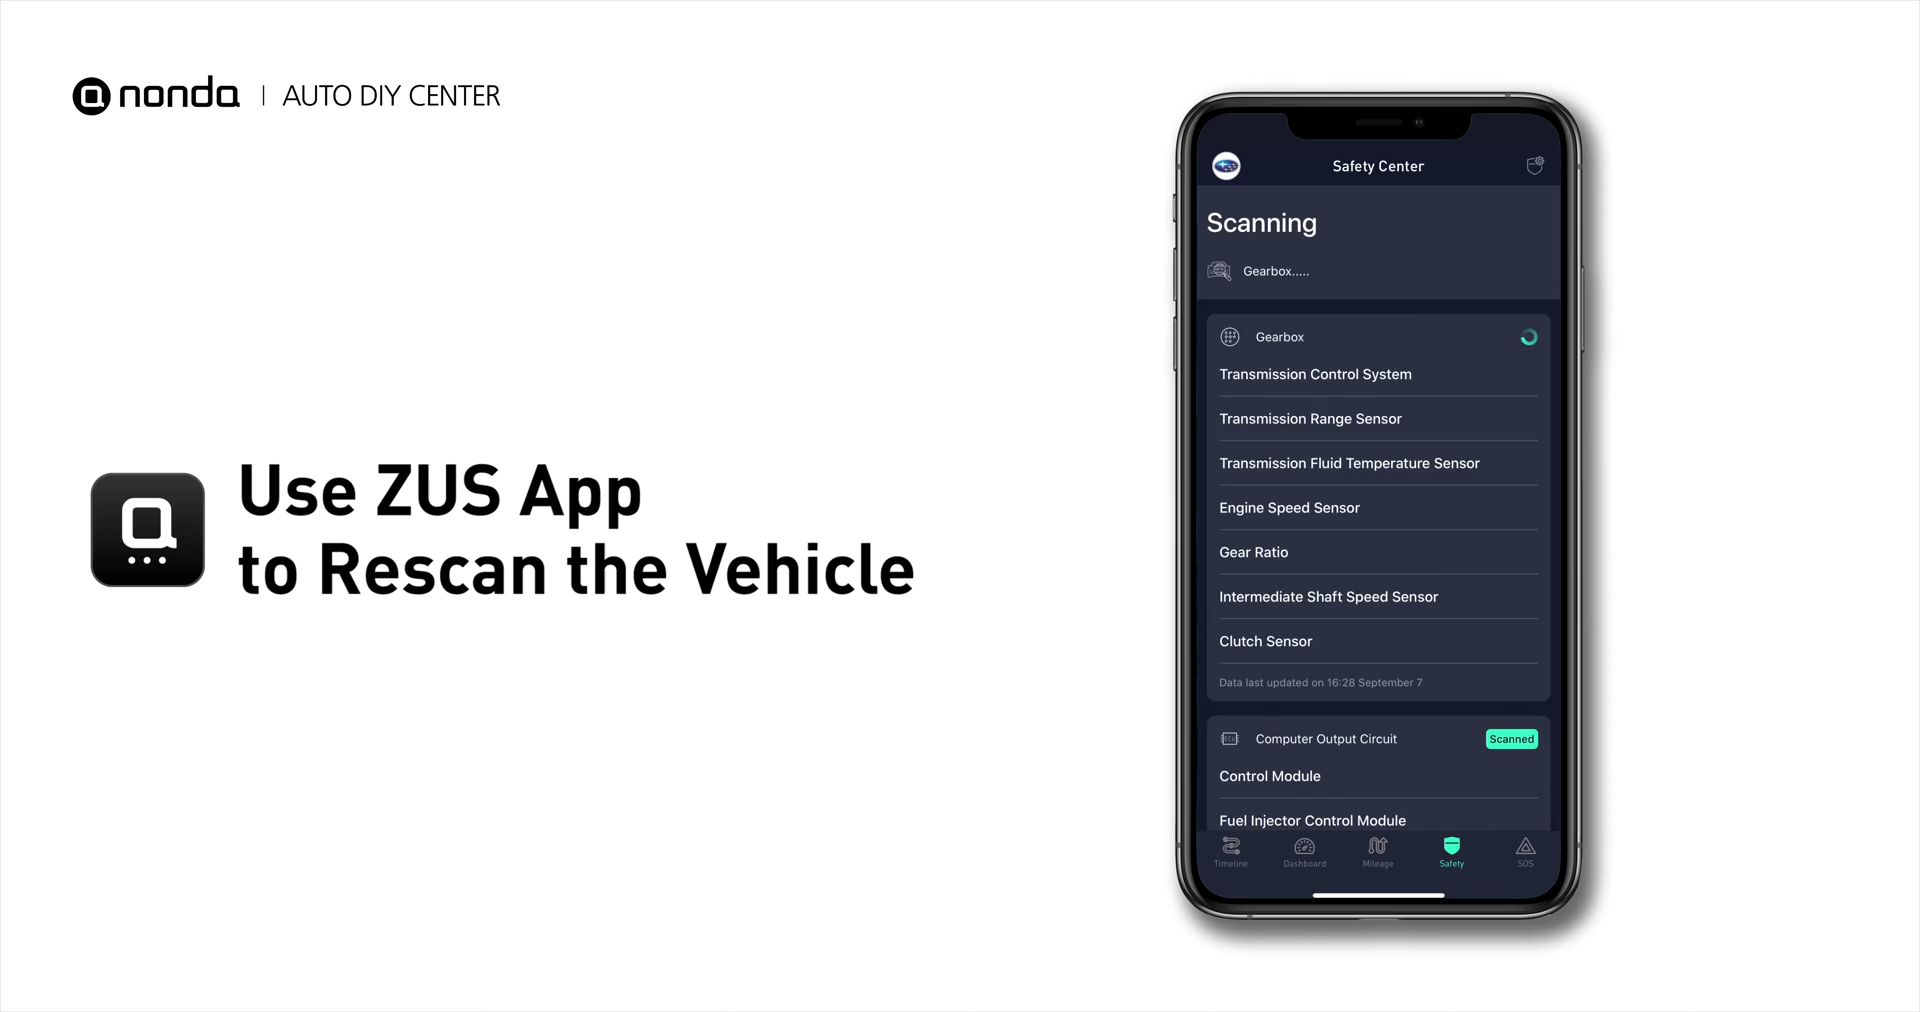 nonda | AUTO DIY CENTER
Use ZUS App
to Rescan the Vehicle
Safety Center
Scanning
Gearbox.....
Gearbox
Transmission Control System
Transmission Range Sensor
Transmission Fluid Temperature Sensor
Engine Speed Sensor
Gear Ratio
Intermediate Shaft Speed Sensor
Clutch Sensor
Data last updated on 16:28 September 7
Computer Output Circuit
Scanned
Control Module
Fuel Injector Control Module
Timeline
Dashboard
Mileage
Safety
SOS